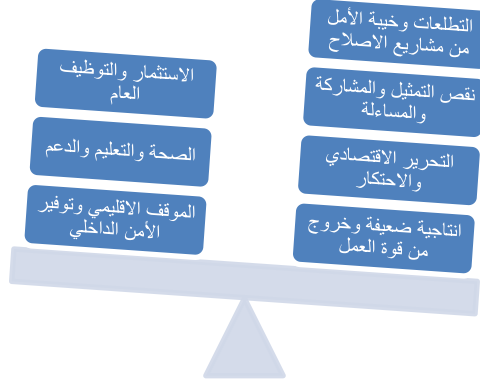 التطلعات وخيبة الأمل
من مشاريع الاصلاح
نقص التمثيل والمشاركة
والمساءلة
التحرير الاقتصادي
والاحتكار
انتاجية ضعيفة وخروج
من قوة العمل
الاستثمار والتوظيف
العام
الصحة والتعليم والدعم
الموقف الاقليمي وتوفير
الأمن الداخلي